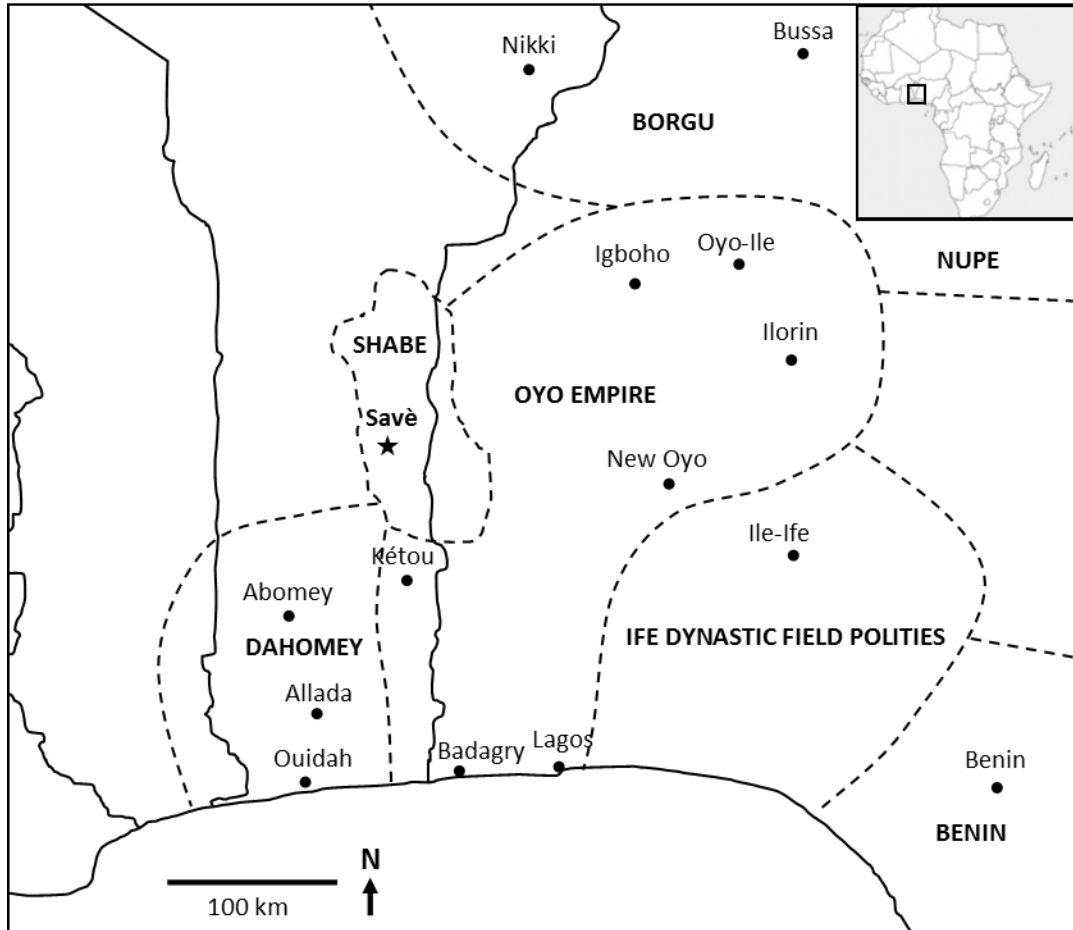 Nikki
Bussa
BORGU
Igboho
Oyo-Ile
NUPE
SHABE
Ilorin
OYO EMPIRE
Savè
New Oyo
Ile-Ife
Kétou
Abomey
DAHOMEY
IFE DYNASTIC FIELD POLITIES
Allada
Ouidah
Badagry
Lagos
Benin
BENIN
N
100 km